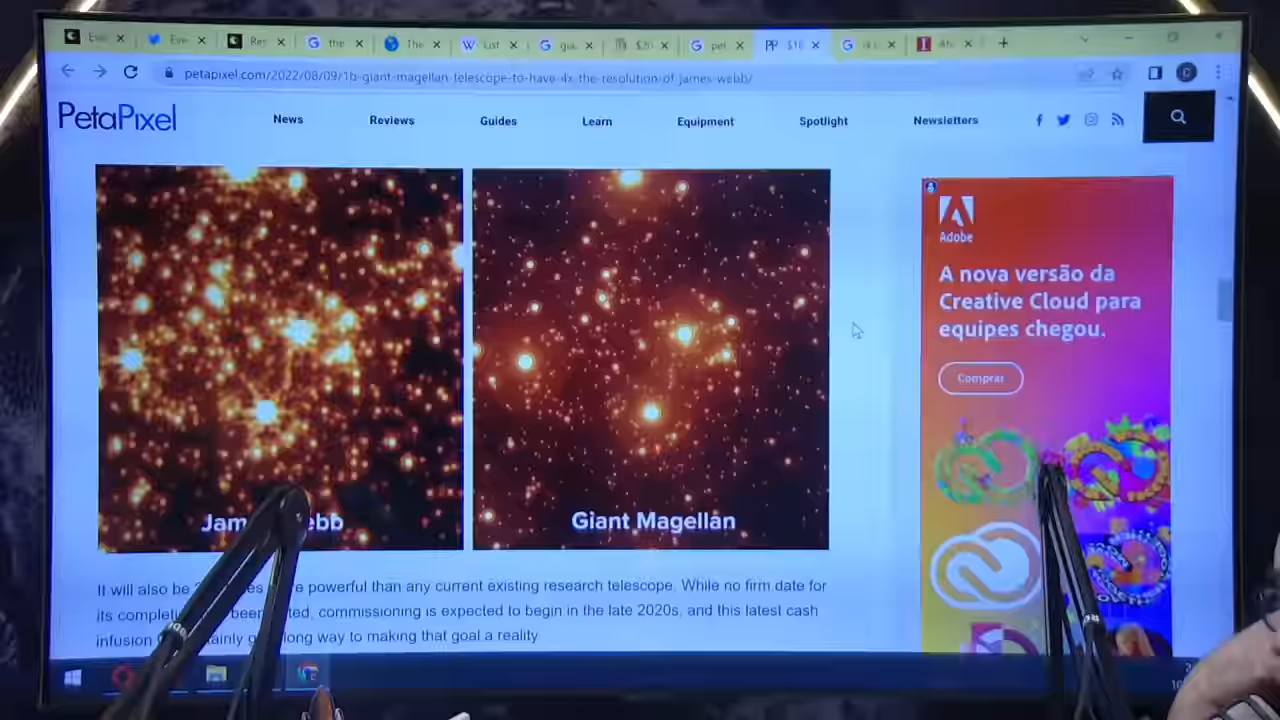 petapixel.com/2022/08/09/1b-giant-magellan-telescope-to-have-4x-the-resolution-of-james-webb/
PetaPixel
News Reviews Guides Learn Equipment Spotlight Newsletters
Giant Magellan
It will also be powerful than any current existing research telescope. While no firm date for
its commissioning is expected to begin in the late 2020s, and this latest cash
infusion long way to making that goal a reality
Adobe
A nova versão da
Creative Cloud para
equipes chegou.
Comprar